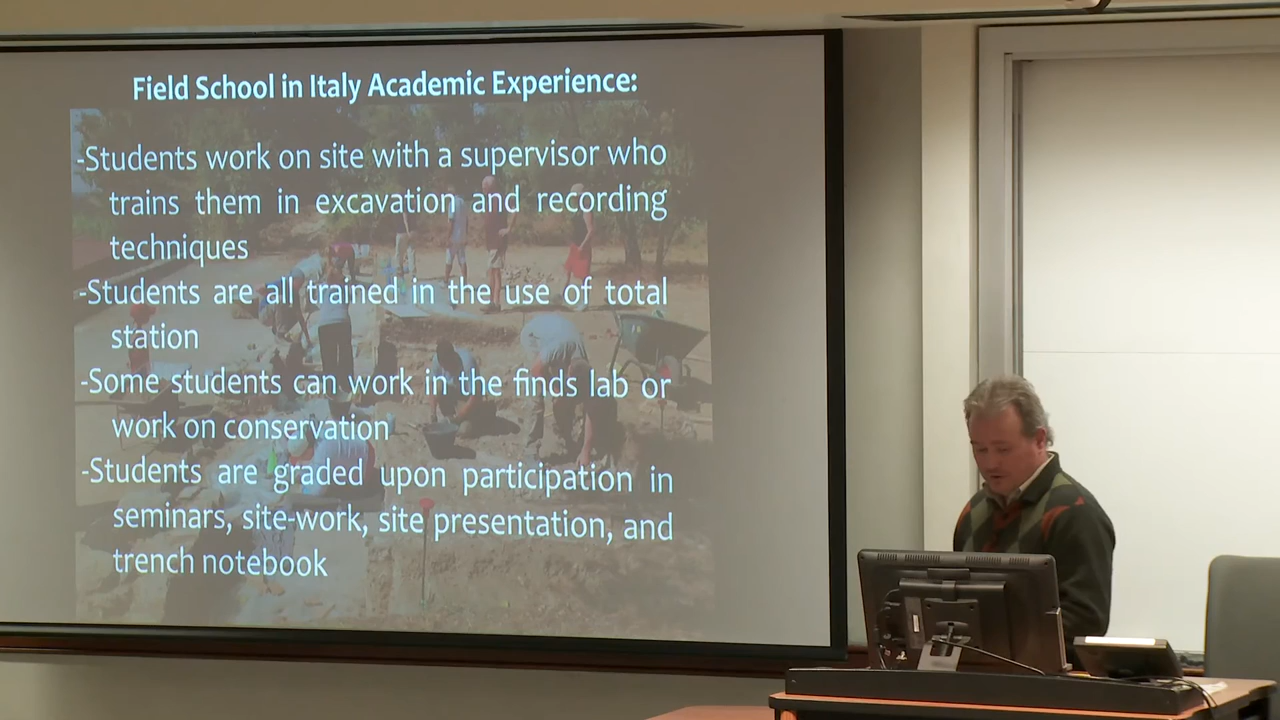 Field School in Italy Academic Experience:
-Students work on site with a supervisor who
trains them in excavation and recording
techniques
-Students are all trained in the use of total
station
-Some students can work in the finds lab or
work on conservation
-Students are graded upon participation in
seminars, site-work, site presentation, and
trench notebook